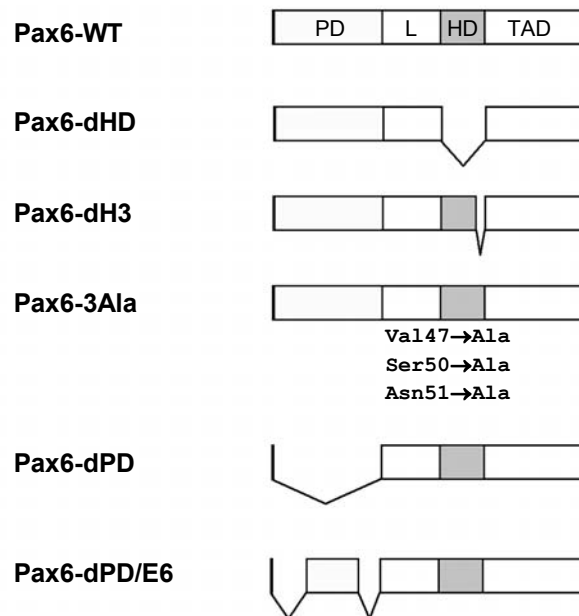 Pax6-WT PD L HD TAD
Pax6-dHD
Pax6-dH3
Pax6-3Ala
Val47→Ala
Ser50→Ala
Asn51→Ala
Pax6-dPD
Pax6-dPD/E6